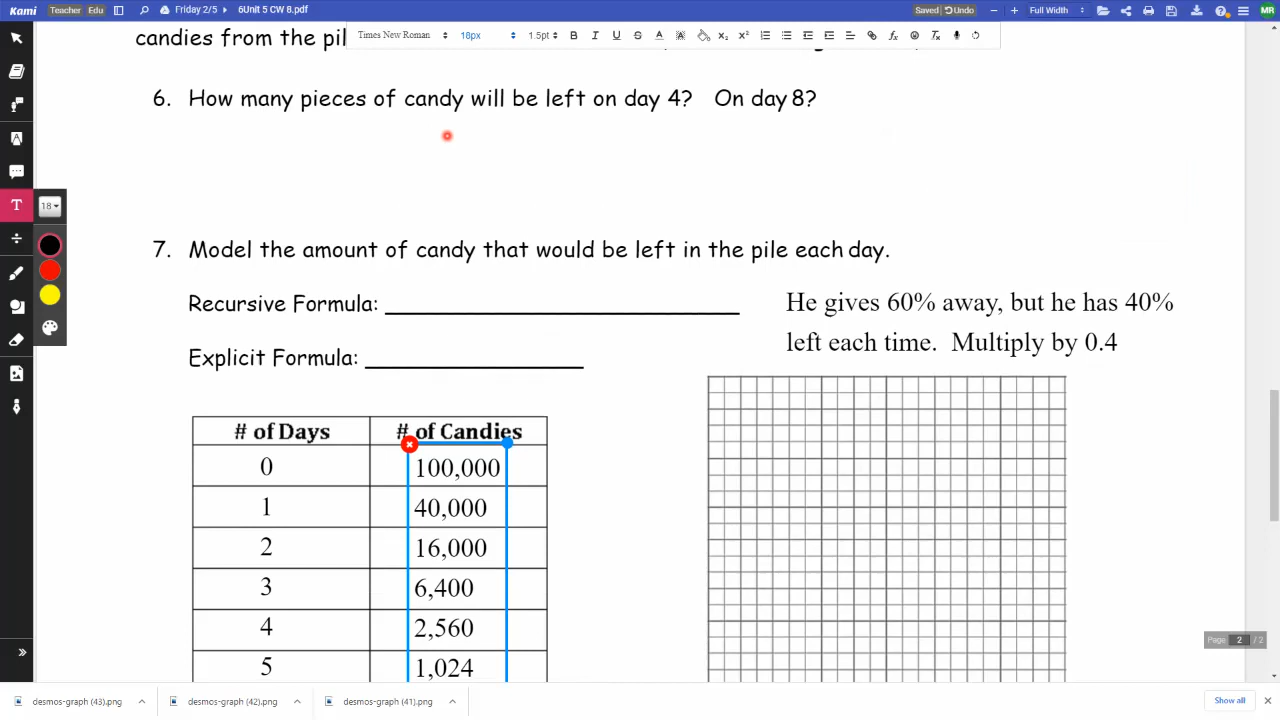 Kami Teacher Edu Friday 2/5 6Unit 5 CW 8.pdf Saved Undo Full Width MR
candies from the pil
Times New Roman 18px 1.5pt B I U S A
6. How many pieces of candy will be left on day 4? On day 8?
18
7. Model the amount of candy that would be left in the pile each day.
Recursive Formula: ____________________
He gives 60% away, but he has 40%
left each time. Multiply by 0.4
Explicit Formula: ____________________
# of Days # of Candies
0 100,000
1 40,000
2 16,000
3 6,400
4 2,560
5 1,024
Page 2 / 2
desmos-graph (43).png desmos-graph (42).png desmos-graph (41).png Show all